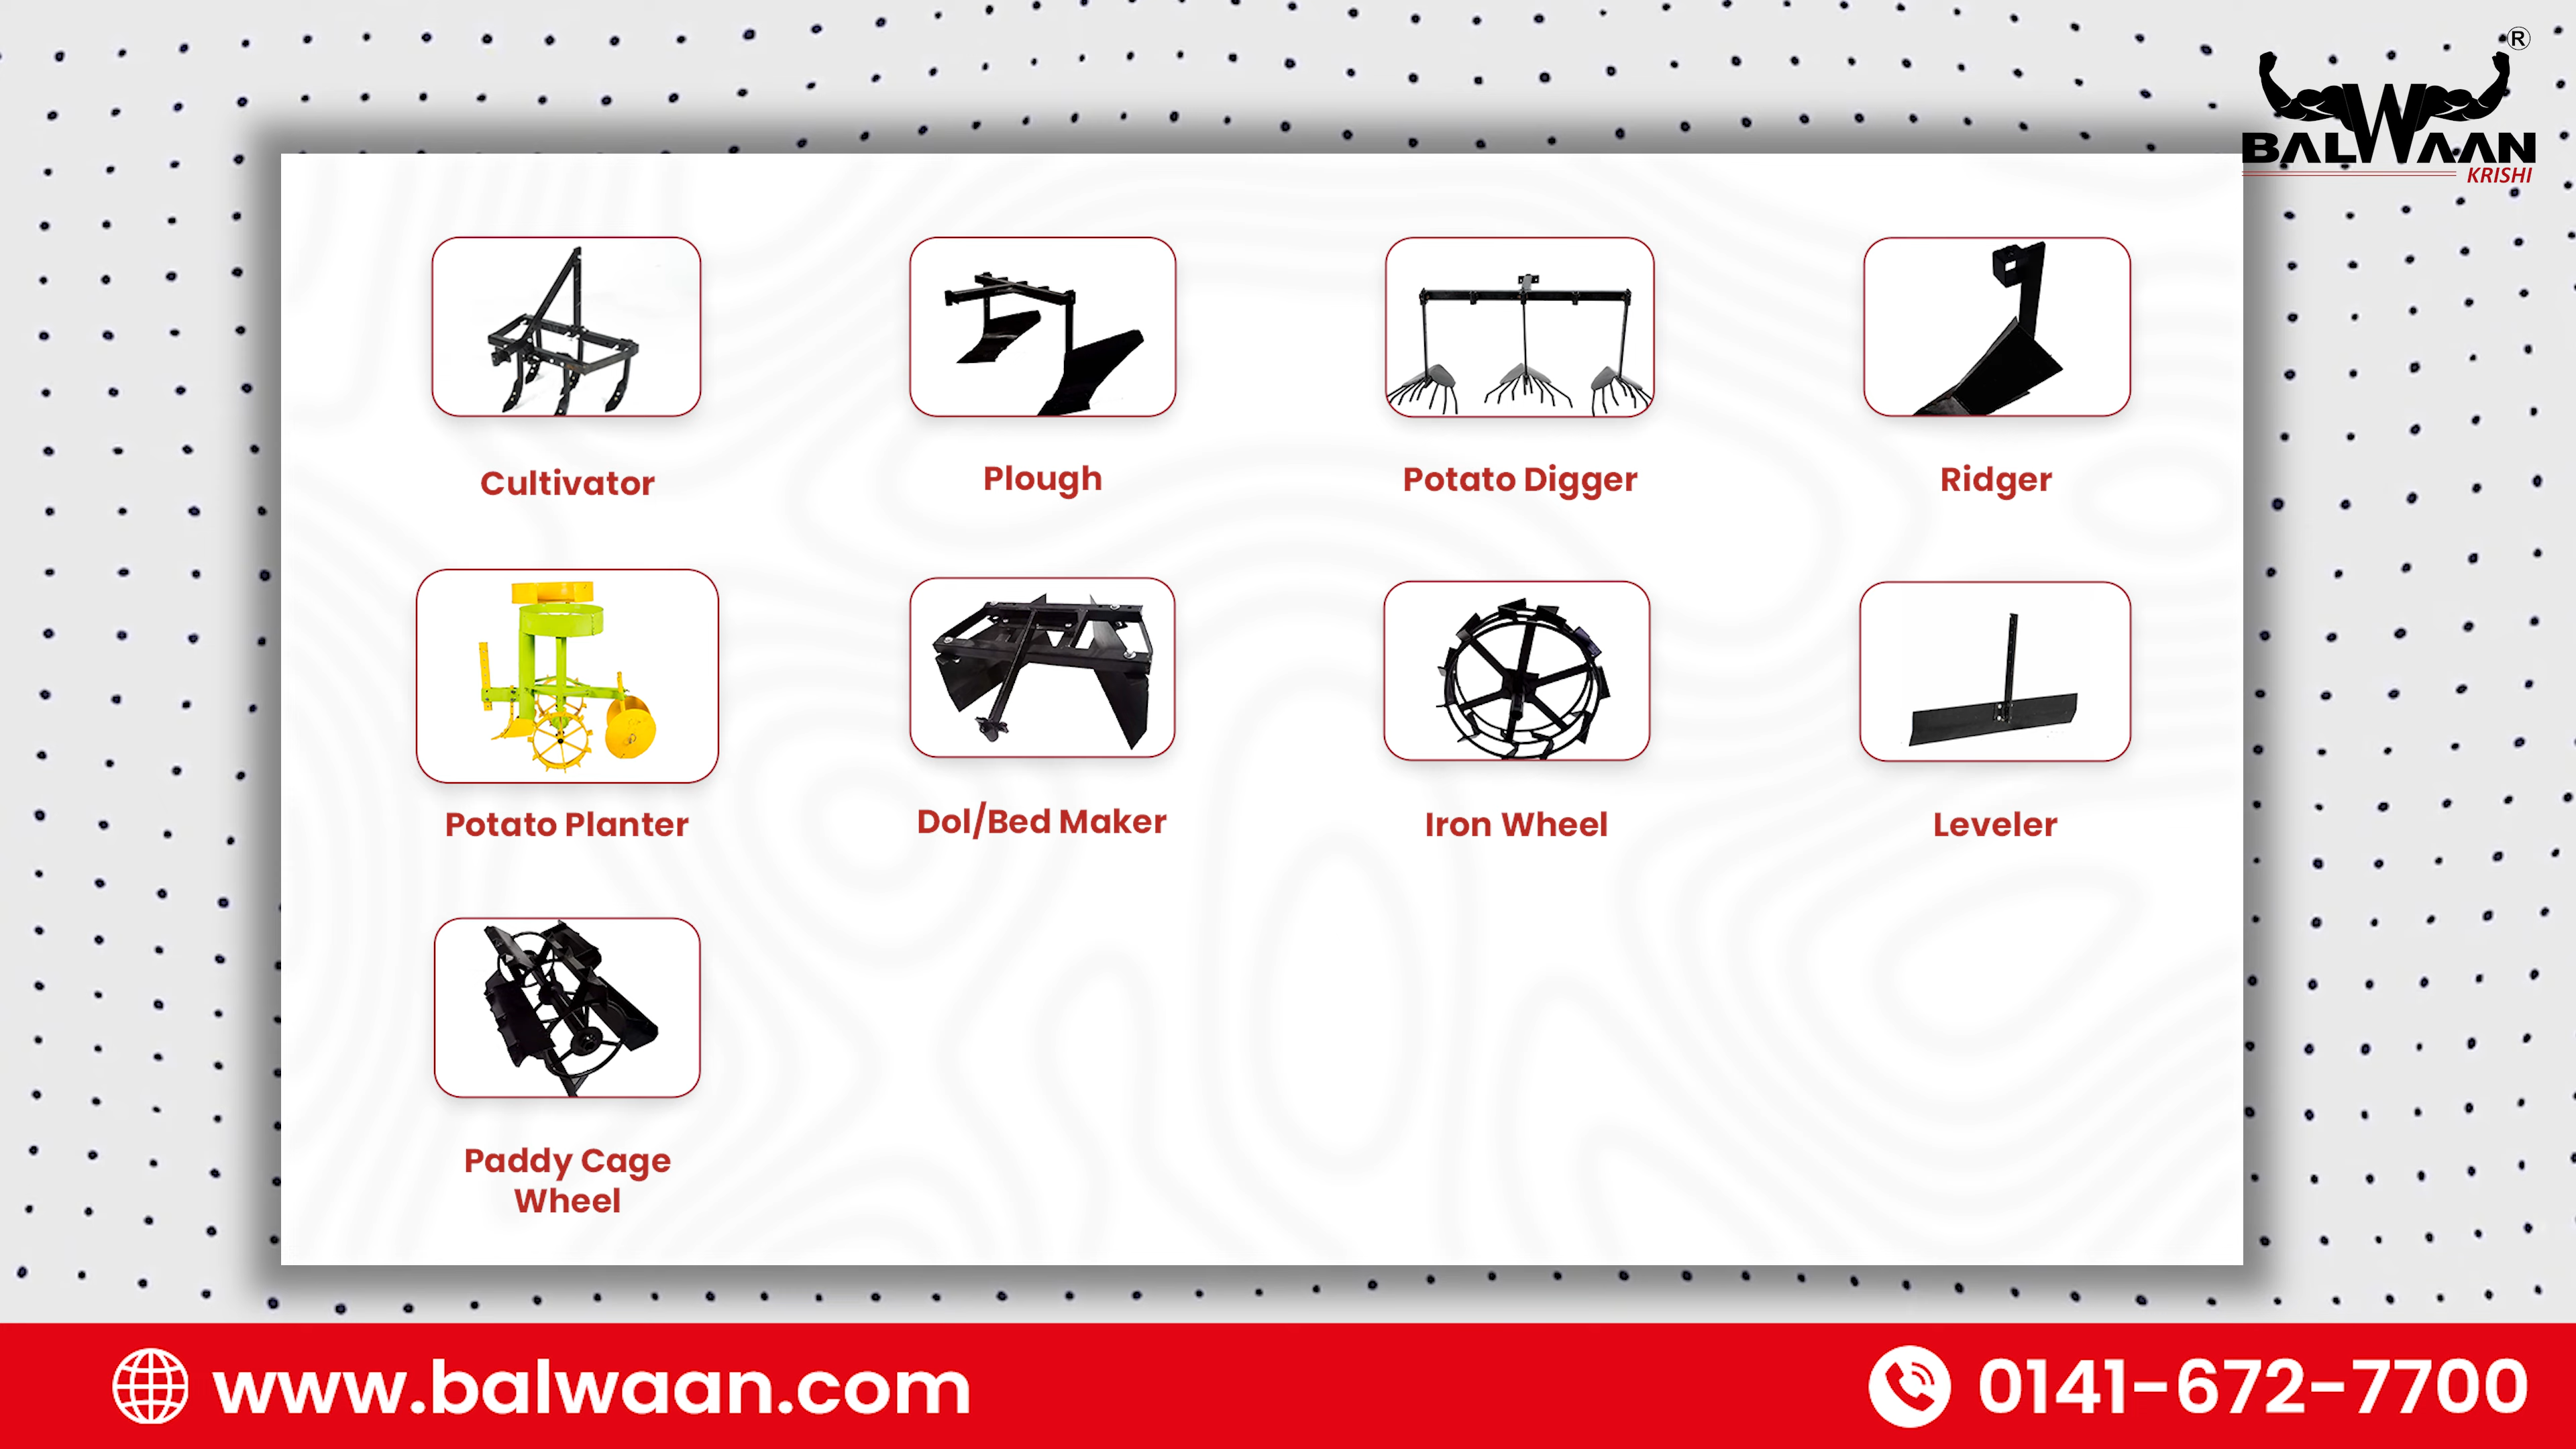 ®
BALWAAN
KRISHI
Cultivator
Plough
Potato Digger
Ridger
Potato Planter
Dol/Bed Maker
Iron Wheel
Leveler
Paddy Cage
Wheel
www.balwaan.com
0141-672-7700